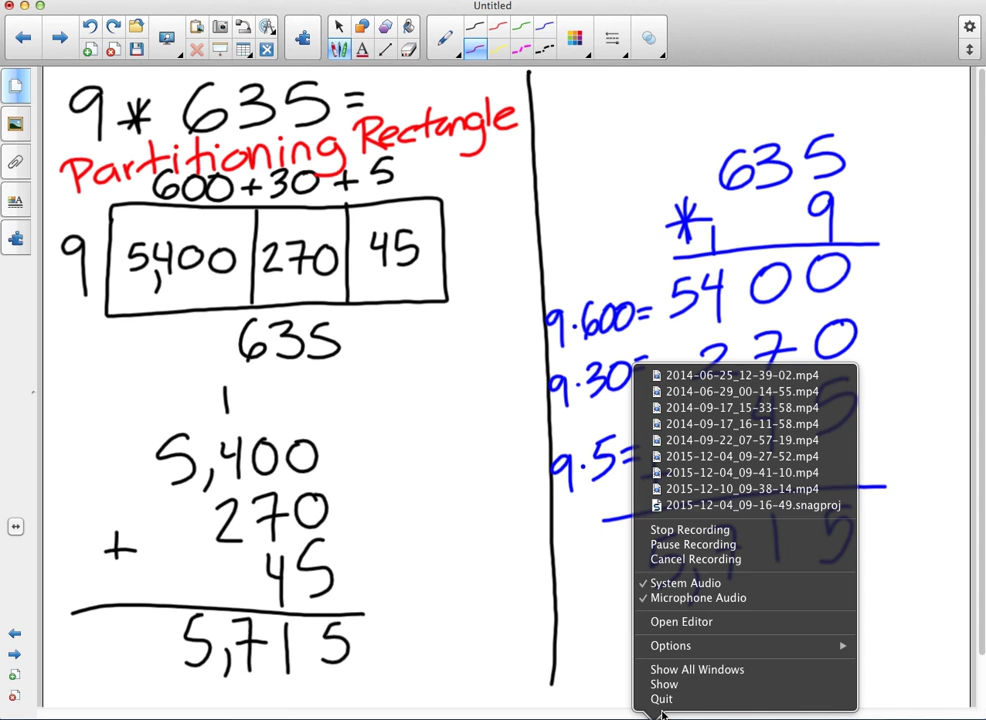 Untitled
9 * 635 =
Partitioning Rectangle
600 + 30 + 5
9 5,400 270 45
635
1
5,400
270
+ 45
5,715
635
* 9
1
9·600= 5400
9·30= 270
9·5= 45
5,715
2014-06-25_12-39-02.mp4
2014-06-29_00-14-55.mp4
2014-09-17_15-33-58.mp4
2014-09-17_16-11-58.mp4
2014-09-22_07-57-19.mp4
2015-12-04_09-27-52.mp4
2015-12-04_09-41-10.mp4
2015-12-10_09-38-14.mp4
2015-12-04_09-16-49.snagproj
Stop Recording
Pause Recording
Cancel Recording
✓ System Audio
✓ Microphone Audio
Open Editor
Options
Show All Windows
Show
Quit